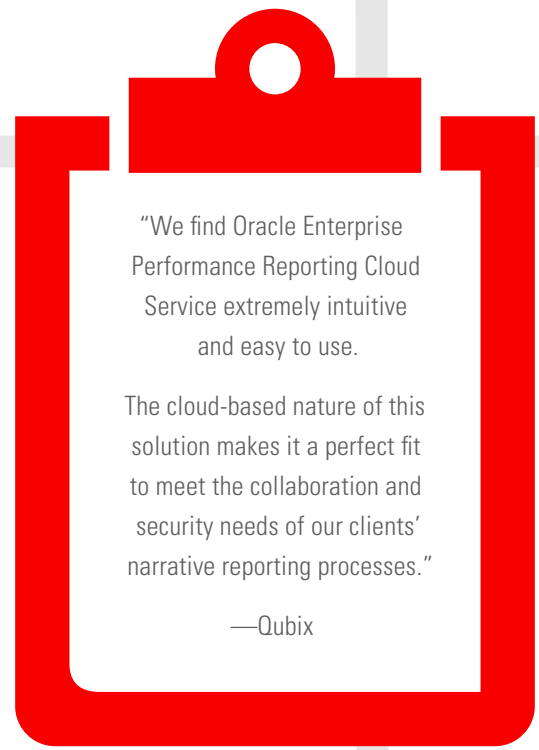 “We find Oracle Enterprise
Performance Reporting Cloud
Service extremely intuitive
and easy to use.
The cloud-based nature of this
solution makes it a perfect fit
to meet the collaboration and
security needs of our clients’
narrative reporting processes.”
—Qubix